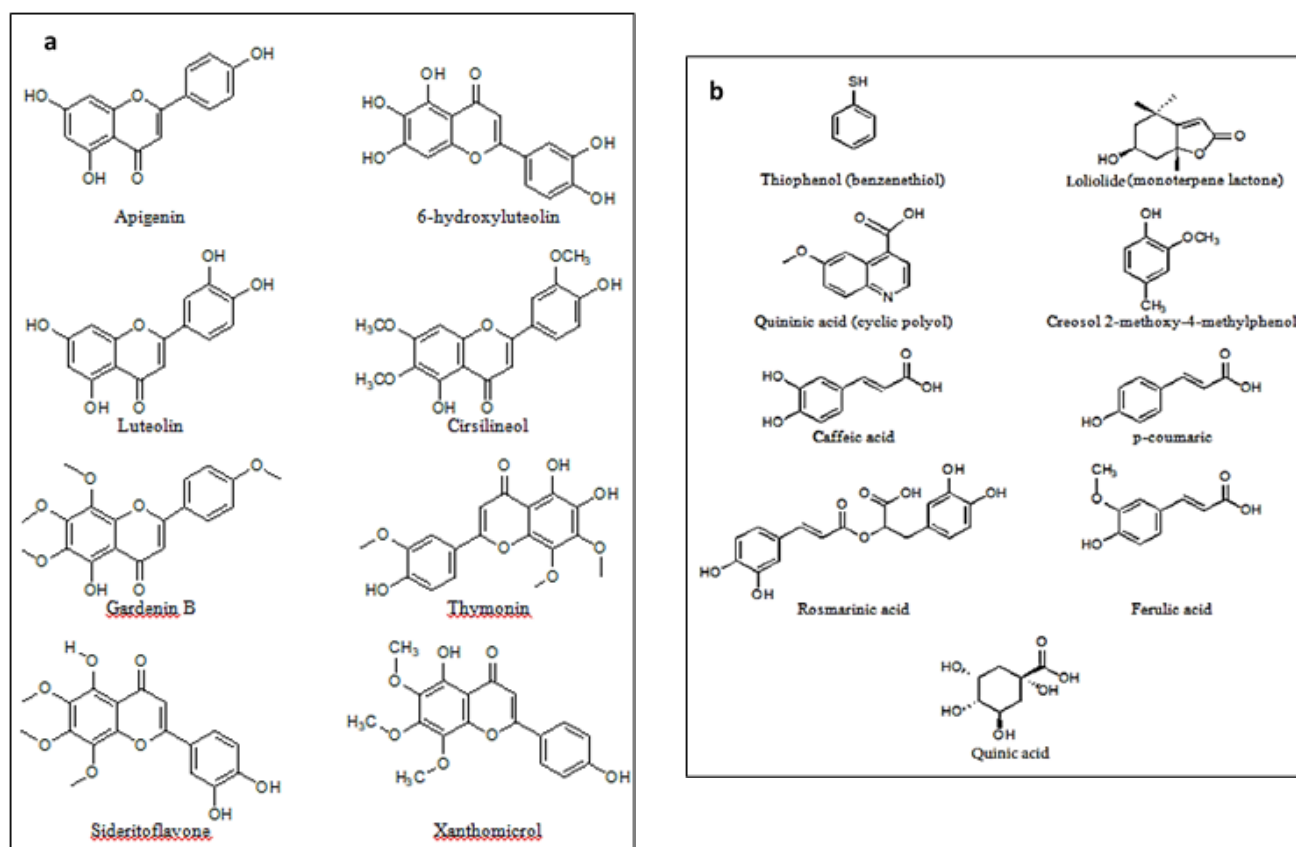 a
OH
HO
O
OH
O
Apigenin
OH
O
HO
HO
O
OH
OH
6-hydroxyluteolin
OH
OH
HO
O
OH
O
Luteolin
OCH3
OH
OCH3
O
OCH3
OH
O
Cirsilineol
O
O
O
O
O
OH
O
Gardenin B
O
OH
OH
O
O
O
O
HO
Thymonin
H
O
O
O
O
O
O
OH
OH
Sideritoflavone
CH3
O
OH
O
H3C
O
O
O
H3C
OH
Xanthomicrol
b
SH
Thiophenol (benzenethiol)
O
O
HO
Loliolide (monoterpene lactone)
O
OH
O
N
Quininic acid (cyclic polyol)
OH
OCH3
CH3
Creosol 2-methoxy-4-methylphenol
O
HO
OH
HO
Caffeic acid
O
OH
HO
p-coumaric
OH
O
OH
OH
O
O
HO
OH
Rosmarinic acid
CH3
O
O
OH
HO
Ferulic acid
O
HO
OH
OH
HO
OH
Quinic acid